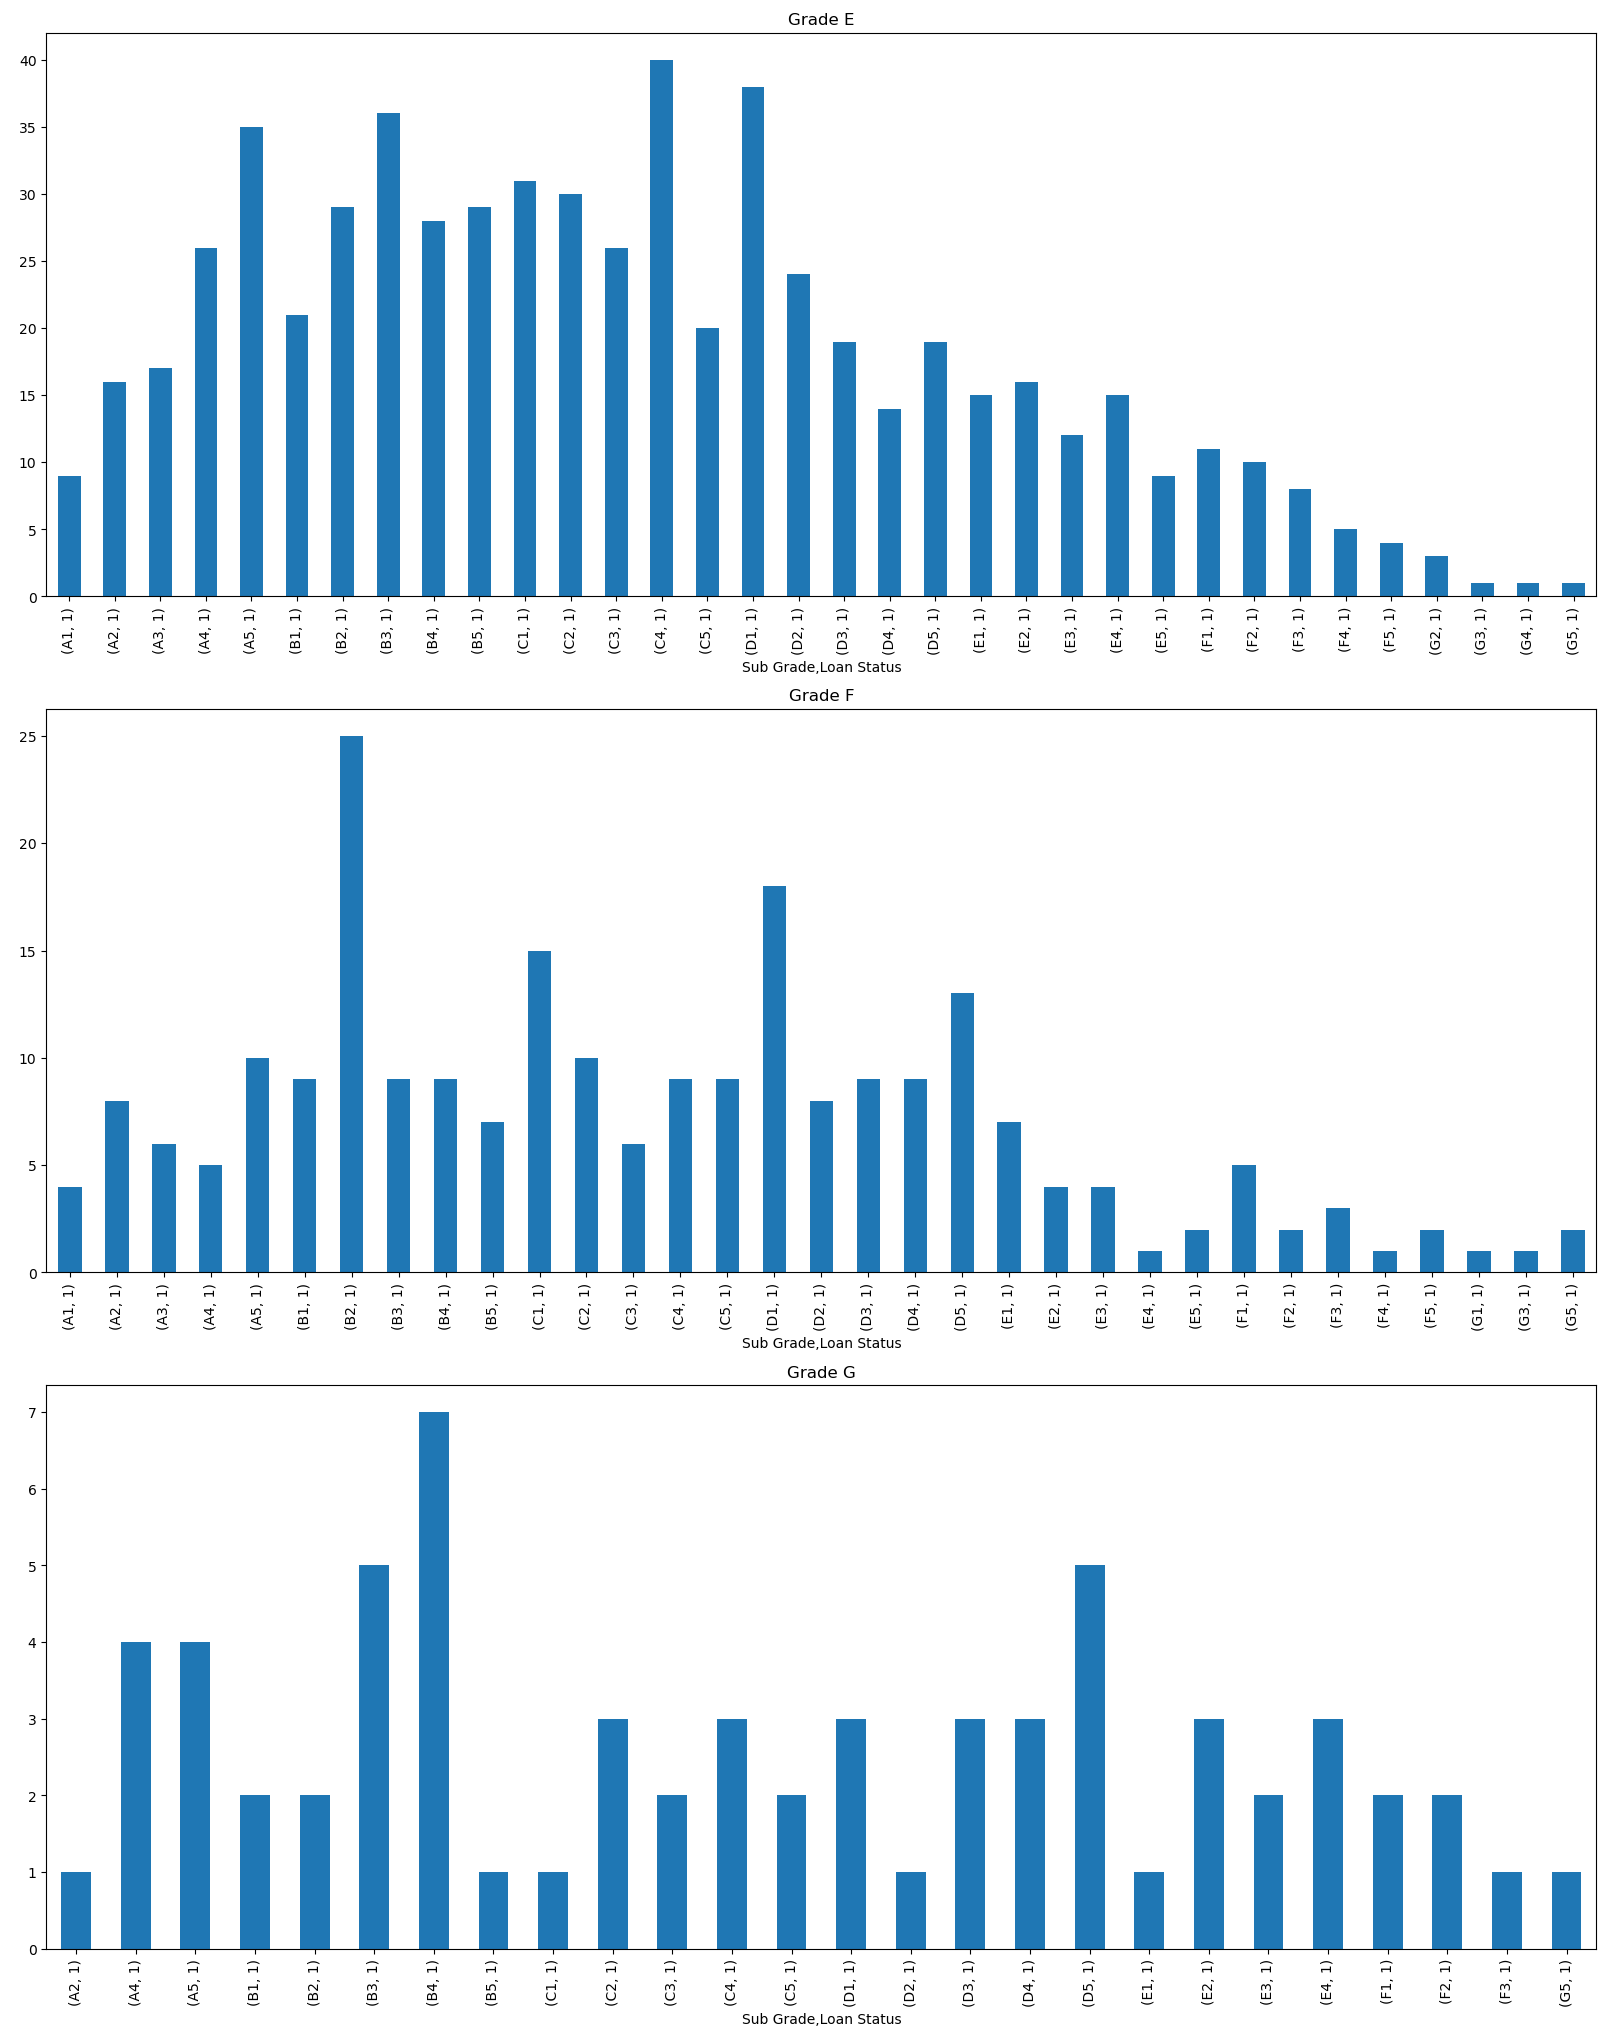 Grade E
40
35
30
25
20
15
10
5
0
(A1, 1) (A2, 1) (A3, 1) (A4, 1) (A5, 1) (B1, 1) (B2, 1) (B3, 1) (B4, 1) (B5, 1) (C1, 1) (C2, 1) (C3, 1) (C4, 1) (C5, 1) (D1, 1) (D2, 1) (D3, 1) (D4, 1) (D5, 1) (E1, 1) (E2, 1) (E3, 1) (E4, 1) (E5, 1) (F1, 1) (F2, 1) (F3, 1) (F4, 1) (F5, 1) (G2, 1) (G3, 1) (G4, 1) (G5, 1)
Sub Grade,Loan Status
Grade F
25
20
15
10
5
0
(A1, 1) (A2, 1) (A3, 1) (A4, 1) (A5, 1) (B1, 1) (B2, 1) (B3, 1) (B4, 1) (B5, 1) (C1, 1) (C2, 1) (C3, 1) (C4, 1) (C5, 1) (D1, 1) (D2, 1) (D3, 1) (D4, 1) (D5, 1) (E1, 1) (E2, 1) (E3, 1) (E4, 1) (E5, 1) (F1, 1) (F2, 1) (F3, 1) (F4, 1) (F5, 1) (G1, 1) (G3, 1) (G5, 1)
Sub Grade,Loan Status
Grade G
7
6
5
4
3
2
1
0
(A2, 1) (A4, 1) (A5, 1) (B1, 1) (B2, 1) (B3, 1) (B4, 1) (B5, 1) (C1, 1) (C2, 1) (C3, 1) (C4, 1) (C5, 1) (D1, 1) (D2, 1) (D3, 1) (D4, 1) (D5, 1) (E1, 1) (E2, 1) (E3, 1) (E4, 1) (F1, 1) (F2, 1) (F3, 1) (G5, 1)
Sub Grade,Loan Status